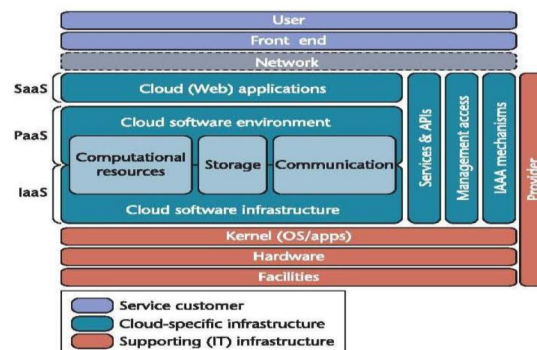 User
Front end
Network
SaaS
Cloud (Web) applications
PaaS
Cloud software environment
Computational
resources
Storage
Communication
IaaS
Cloud software infrastructure
Services & APIs
Management access
IAAA mechanisms
Provider
Kernel (OS/apps)
Hardware
Facilities
Service customer
Cloud-specific infrastructure
Supporting (IT) infrastructure